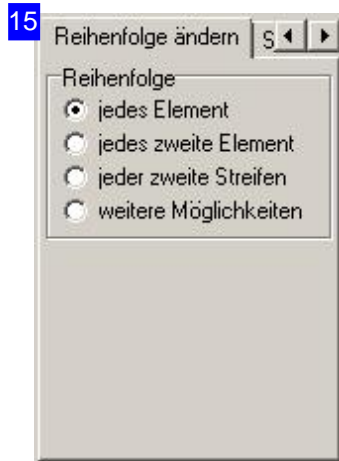 15
Reihenfolge ändern S
Reihenfolge
jedes Element
jedes zweite Element
jeder zweite Streifen
weitere Möglichkeiten